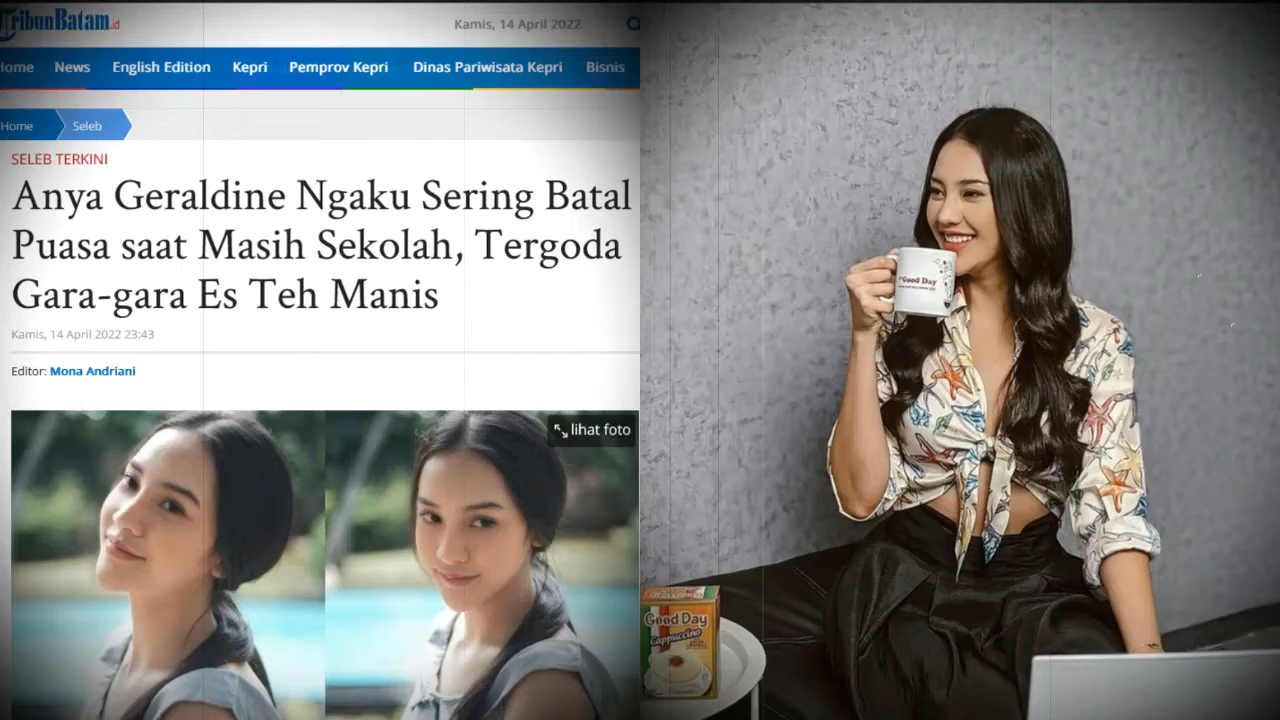 TribunBatam.id
Kamis, 14 April 2022
Home News English Edition Kepri Pemprov Kepri Dinas Pariwisata Kepri Bisnis
Home Seleb
SELEB TERKINI
Anya Geraldine Ngaku Sering Batal
Puasa saat Masih Sekolah, Tergoda
Gara-gara Es Teh Manis
Kamis, 14 April 2022 23:43
Editor: Mona Andriani
lihat foto
Good Day
Good Day
Cappuccino